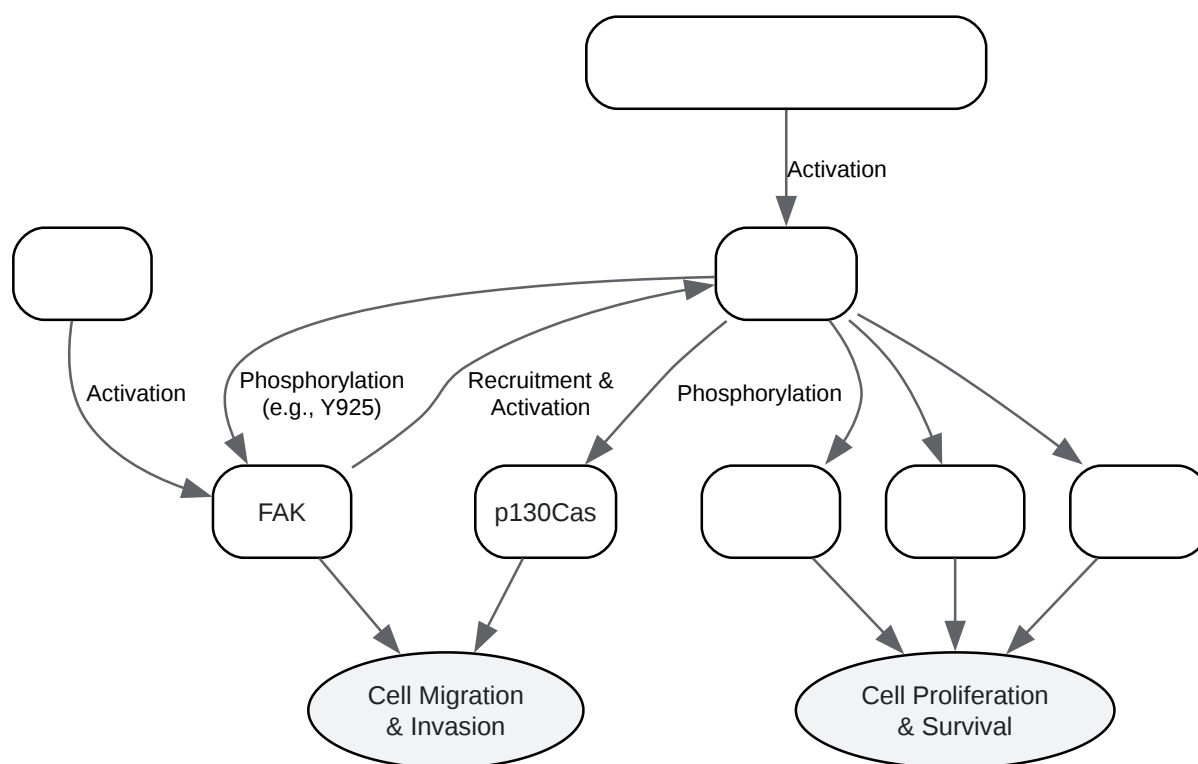 Activation
Activation
Phosphorylation
(e.g., Y925)
Recruitment &
Activation
Phosphorylation
FAK
p130Cas
Cell Migration
& Invasion
Cell Proliferation
& Survival